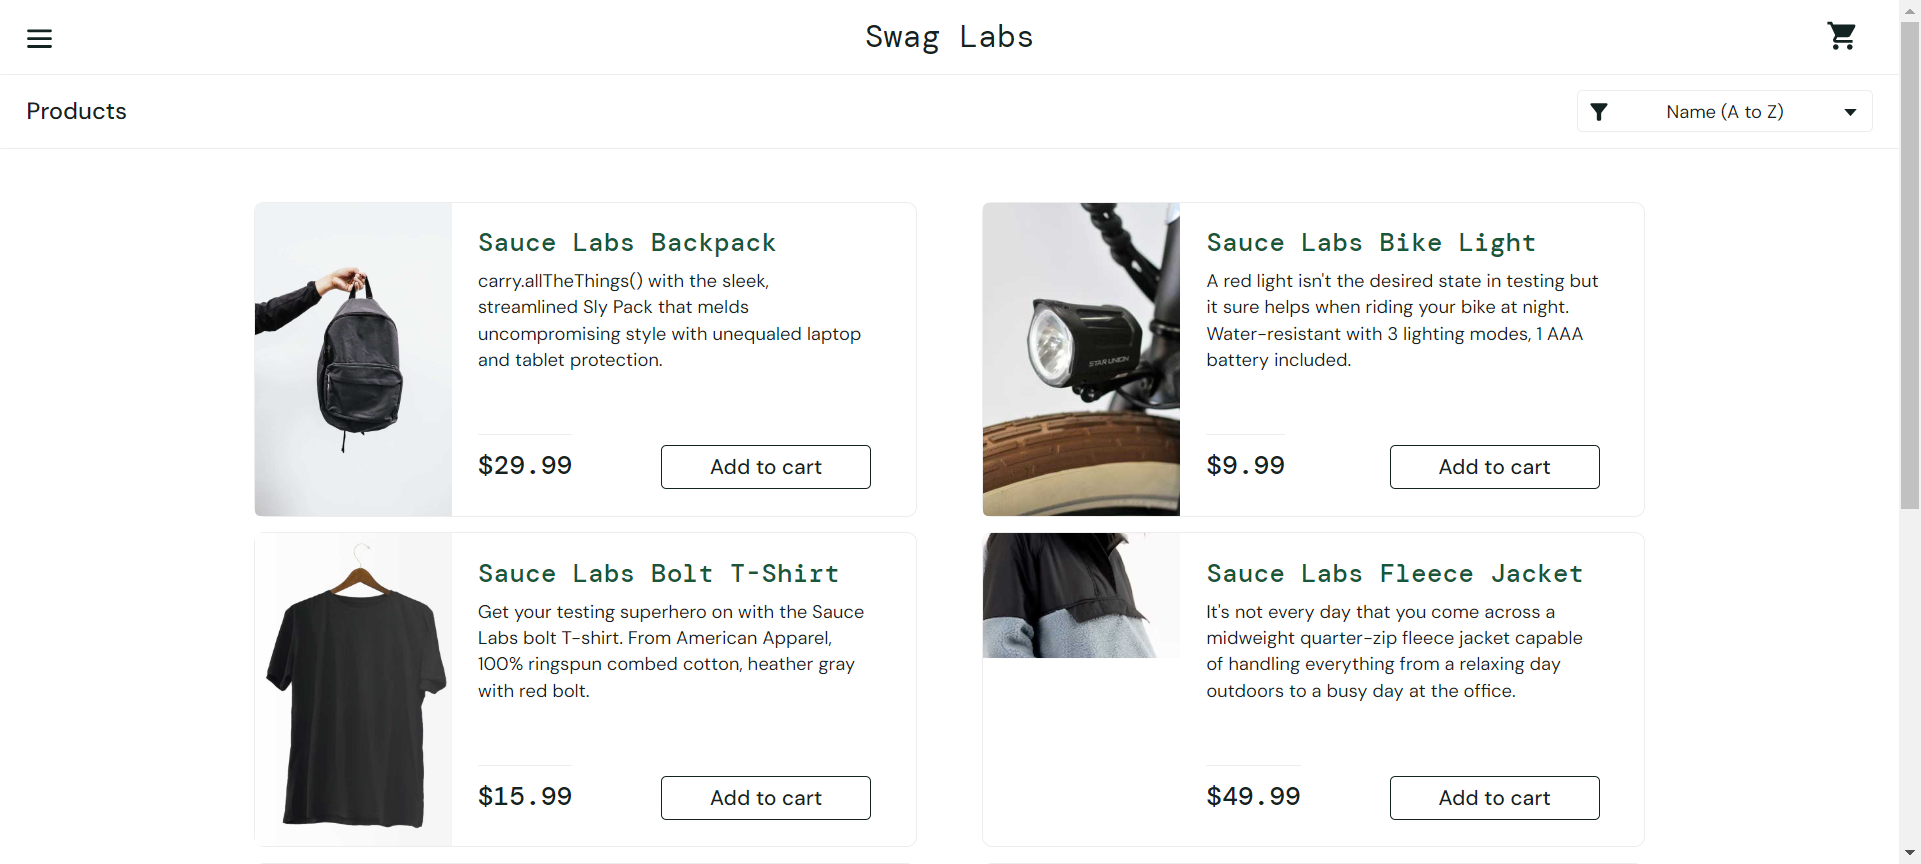 Swag Labs
Products
Name (A to Z)
Sauce Labs Backpack
carry.allTheThings() with the sleek,
streamlined Sly Pack that melds
uncompromising style with unequaled laptop
and tablet protection.
$29.99
Add to cart
Sauce Labs Bike Light
A red light isn't the desired state in testing but
it sure helps when riding your bike at night.
Water-resistant with 3 lighting modes, 1 AAA
battery included.
STAR UNION
$9.99
Add to cart
Sauce Labs Bolt T-Shirt
Get your testing superhero on with the Sauce
Labs bolt T-shirt. From American Apparel,
100% ringspun combed cotton, heather gray
with red bolt.
$15.99
Add to cart
Sauce Labs Fleece Jacket
It's not every day that you come across a
midweight quarter-zip fleece jacket capable
of handling everything from a relaxing day
outdoors to a busy day at the office.
$49.99
Add to cart